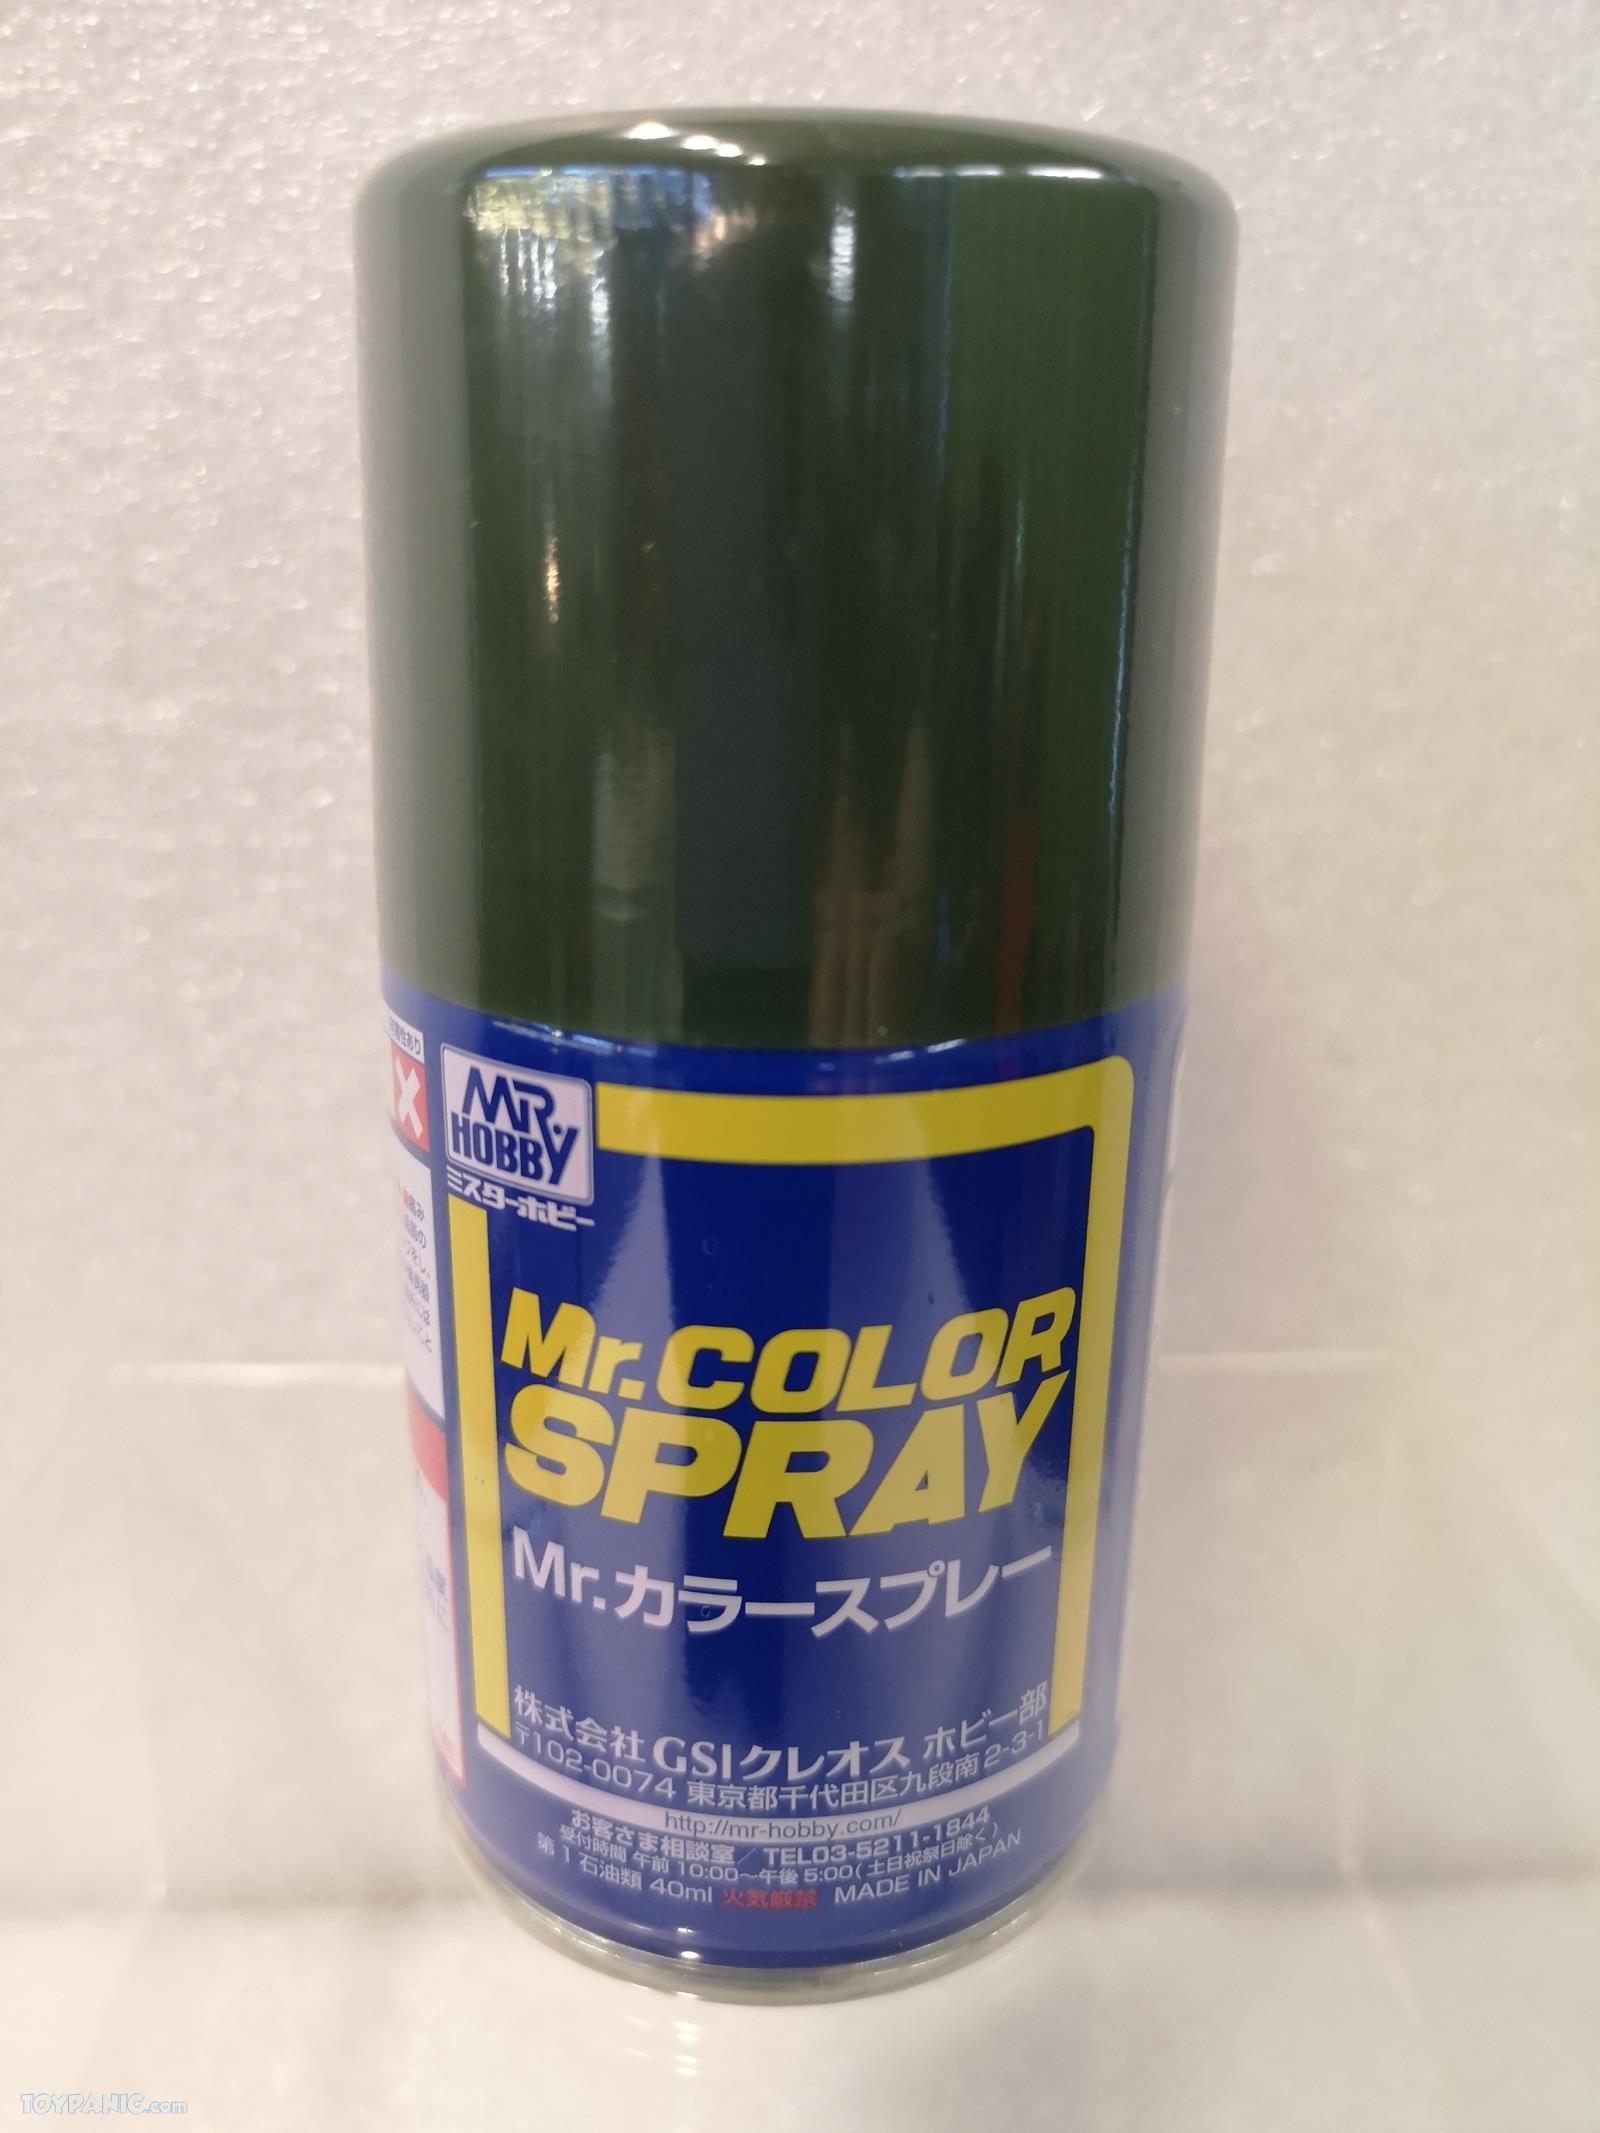 MR.
HOBBY
ミスターホビー
Mr.COLOR
SPRAY
Mr.カラースプレー
株式会社 GSIクレオス ホビー部
〒102-0074 東京都千代田区九段南2-3-1
http://mr-hobby.com/
お客さま相談室/TEL03-5211-1844
受付時間 午前 10:00~午後 5:00(土日祝祭日除く)
第1石油類 40ml 火気厳禁 MADE IN JAPAN
TOYPANIC.com